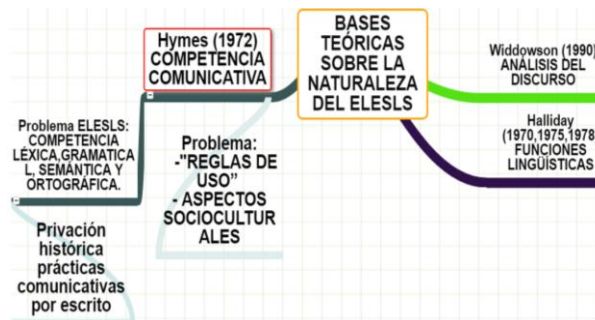 BASES
TEÓRICAS
SOBRE LA
NATURALEZA
DEL ELESLS
Hymes (1972)
COMPETENCIA
COMUNICATIVA
Problema ELESLS:
COMPETENCIA
LÉXICA,GRAMATICA
L, SEMÁNTICA Y
ORTOGRÁFICA.
Privación
histórica
prácticas
comunicativas
por escrito
Problema:
-"REGLAS DE
USO”
- ASPECTOS
SOCIOCULTUR
ALES
Widdowson (1990)
ANÁLISIS DEL
DISCURSO
Halliday
(1970,1975,1978
FUNCIONES
LINGÜÍSTICAS